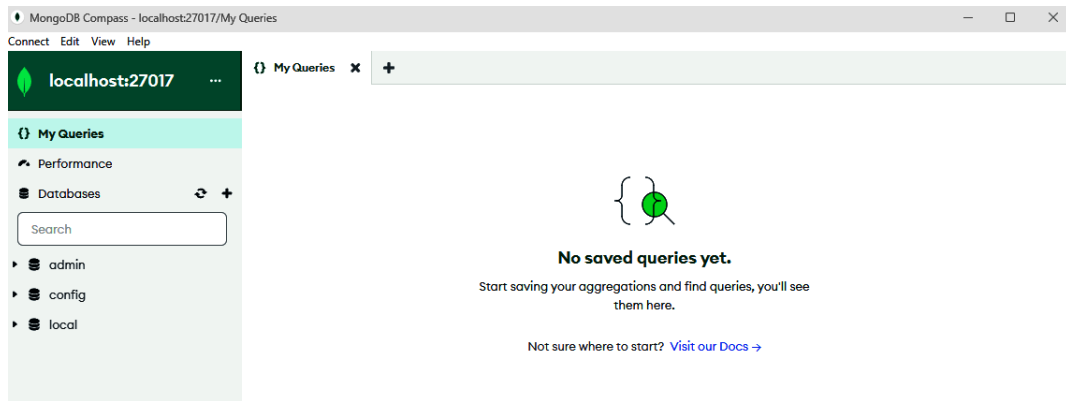 MongoDB Compass - localhost:27017/My Queries
Connect Edit View Help
localhost:27017 ...
{} My Queries
{} My Queries
Performance
Databases
Search
admin
config
local
No saved queries yet.
Start saving your aggregations and find queries, you'll see
them here.
Not sure where to start? Visit our Docs →